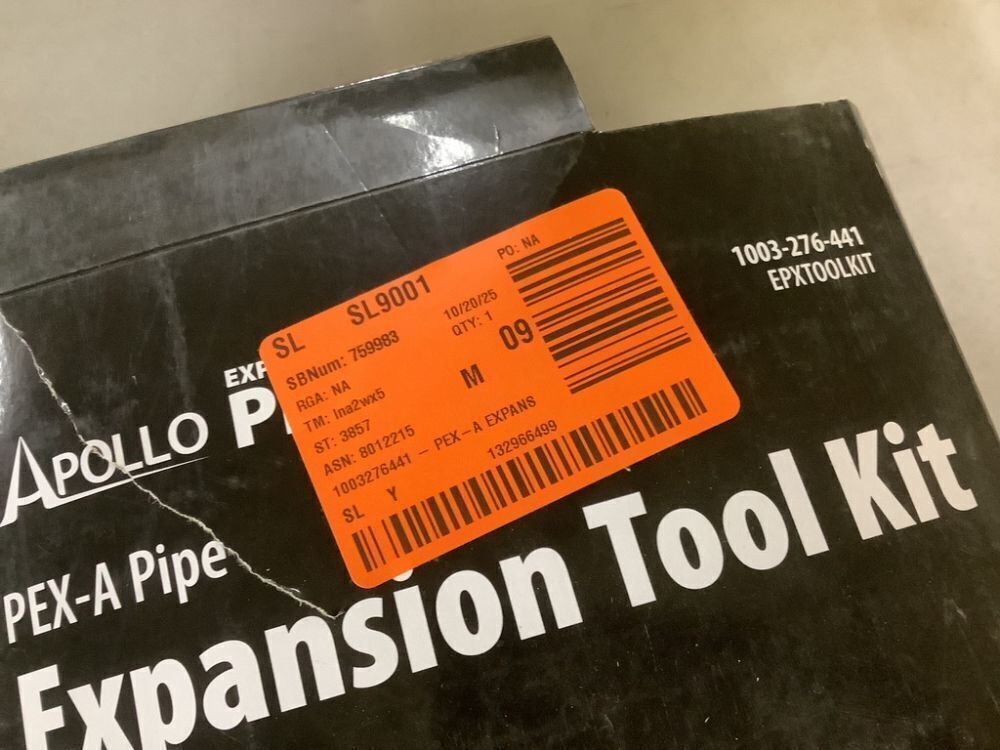 1003-276-441
EPXTOOLKIT
SL SL9001 PO: NA
SBNum: 759983 10/20/25
RGA: NA QTY: 1 09
TM: lna2wx5 M
ST: 3857
ASN: 8012215
1003276441 - PEX-A EXPANS
SL Y 132966499
APOLLO
PEX-A Pipe
Expansion Tool Kit